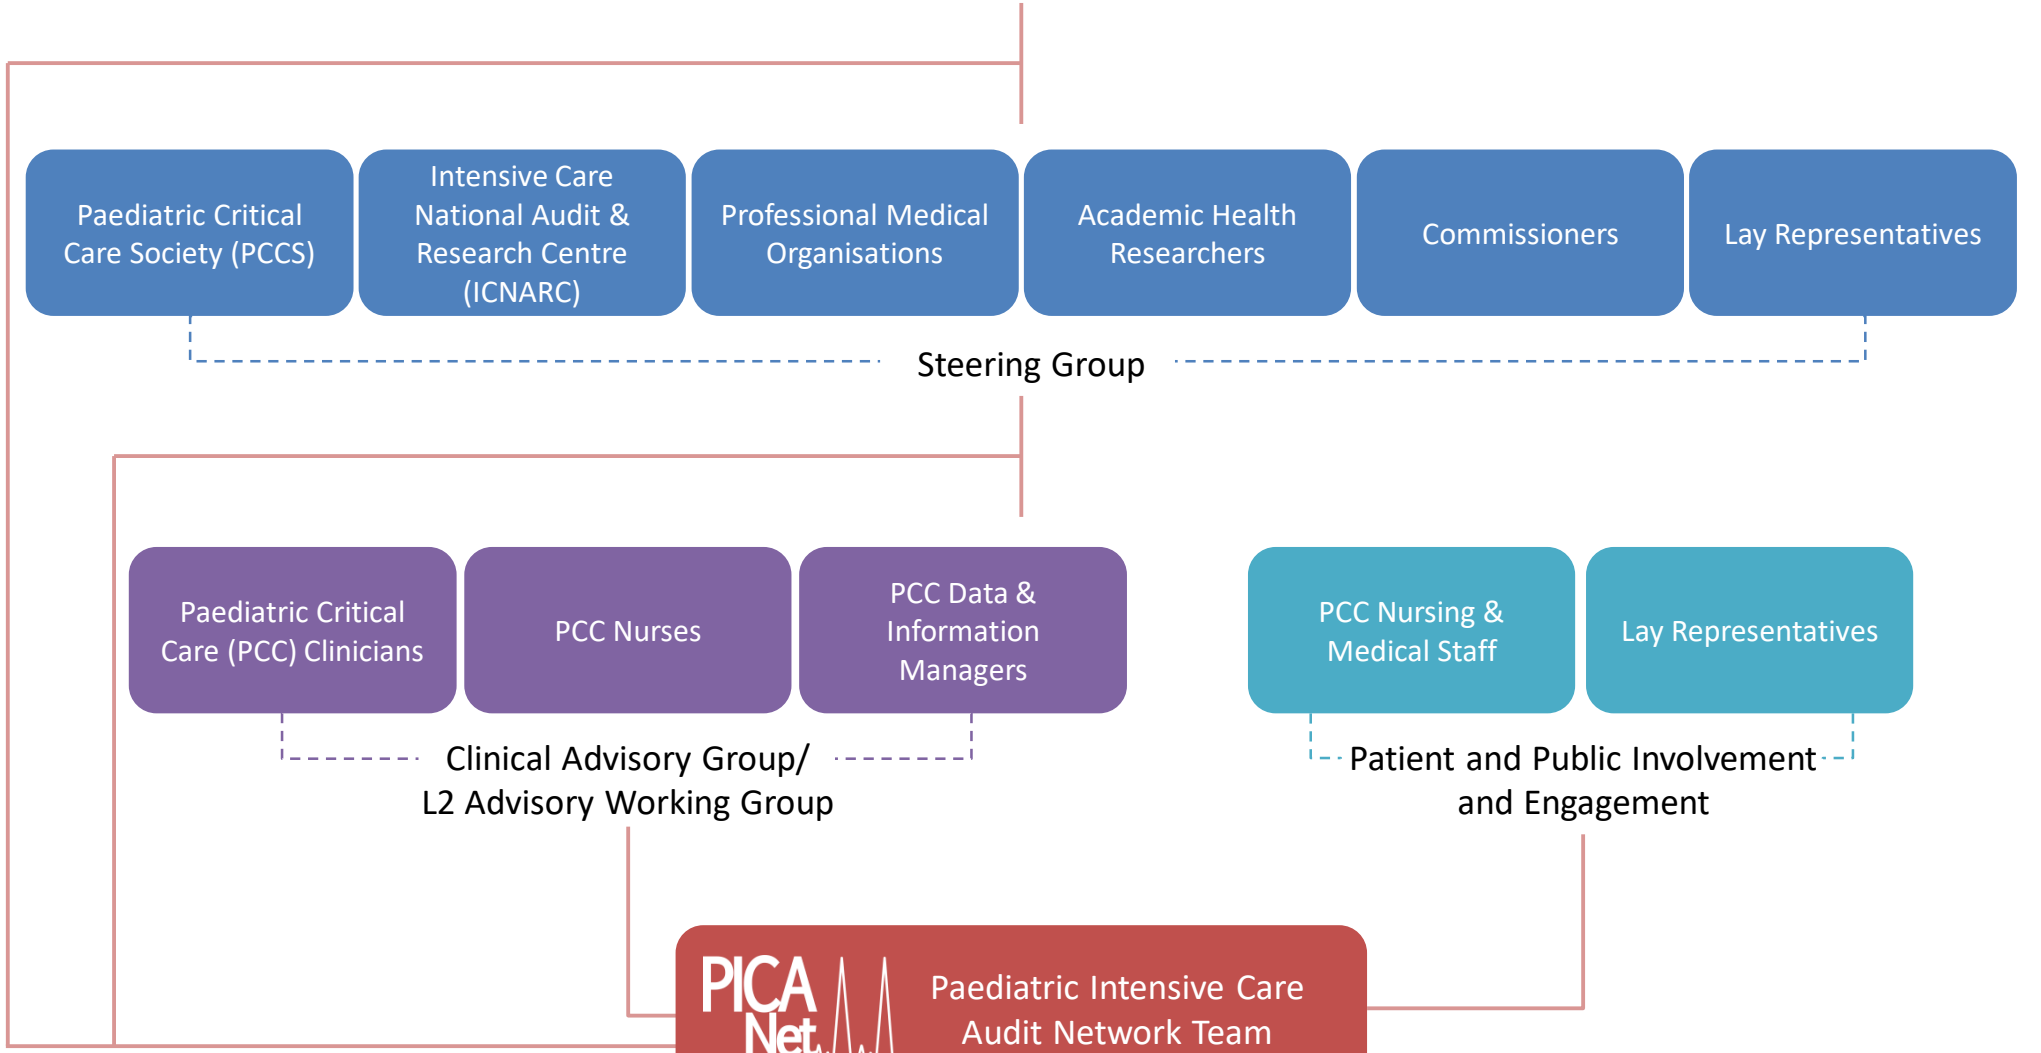 Paediatric Critical
Care Society (PCCS)
Intensive Care
National Audit &
Research Centre
(ICNARC)
Professional Medical
Organisations
Academic Health
Researchers
Commissioners
Lay Representatives
Steering Group
Paediatric Critical
Care (PCC) Clinicians
PCC Nurses
PCC Data &
Information
Managers
PCC Nursing &
Medical Staff
Lay Representatives
Clinical Advisory Group/
L2 Advisory Working Group
Patient and Public Involvement
and Engagement
PICA
Net
Paediatric Intensive Care
Audit Network Team